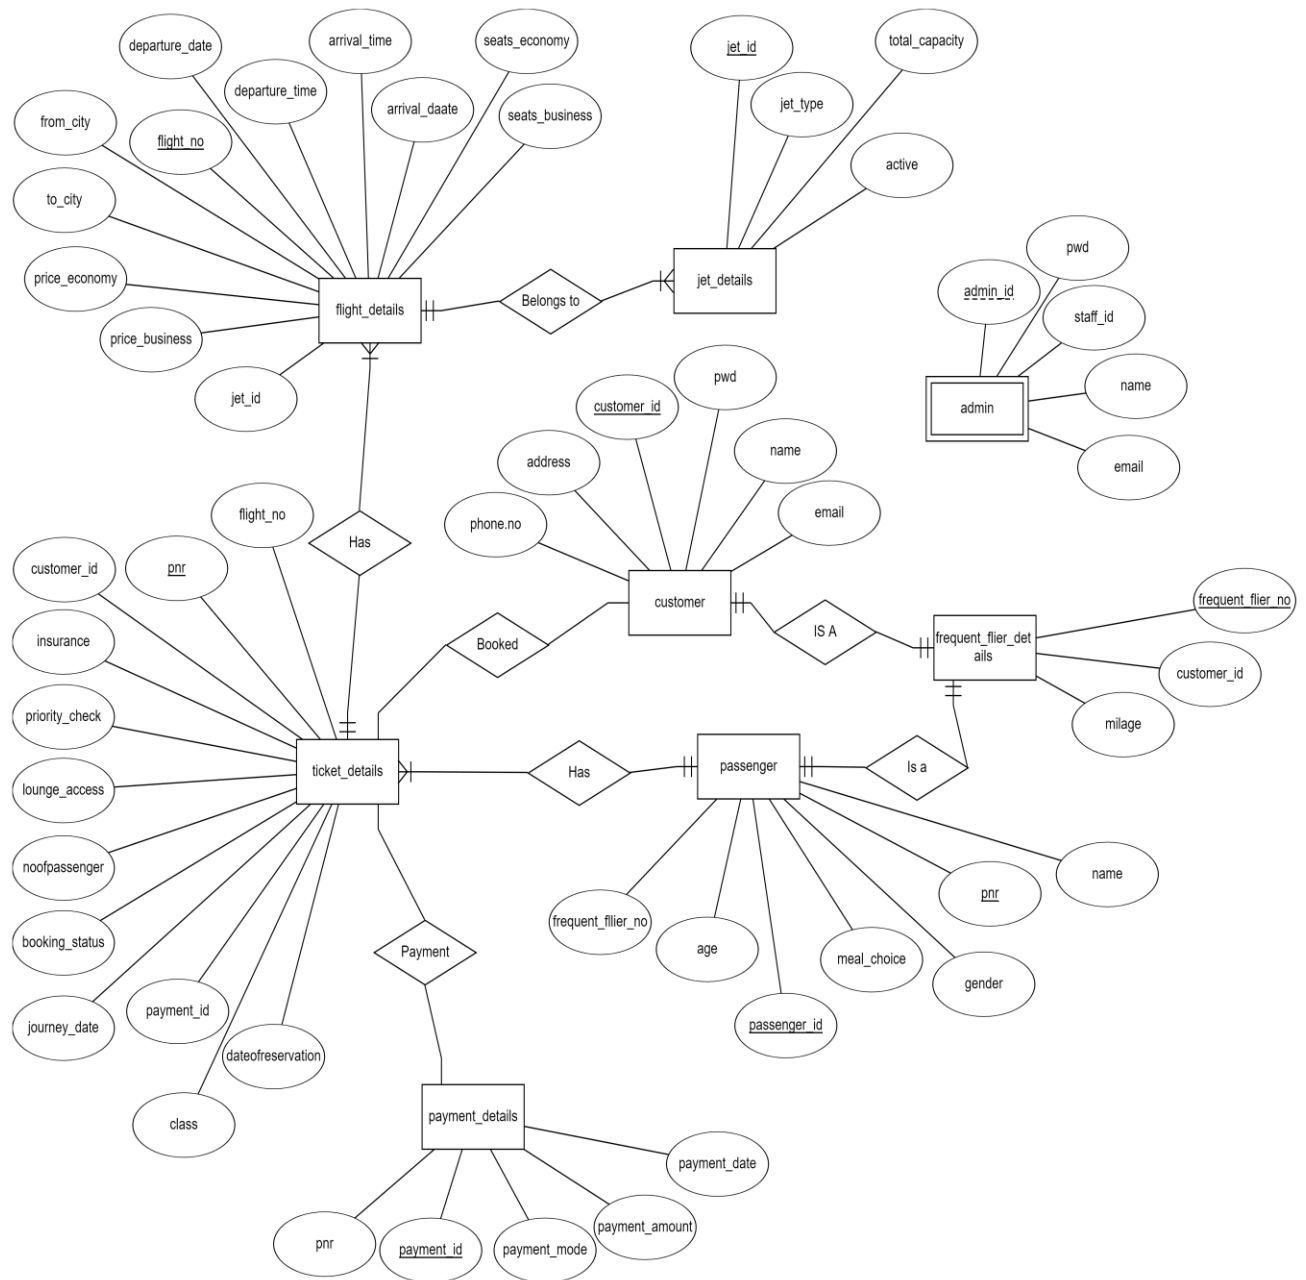 departure_date
arrival_time
seats_economy
jet_id
total_capacity
departure_time
arrival_daate
seats_business
jet_type
from_city
flight_no
active
to_city
pwd
price_economy
flight_details
Belongs to
jet_details
admin_id
staff_id
price_business
jet_id
pwd
name
customer_id
admin
address
name
email
phone.no
email
flight_no
Has
customer_id
pnr
customer
IS A
frequent_flier_no
insurance
Booked
frequent_flier_det
ails
customer_id
priority_check
milage
ticket_details
Has
passenger
Is a
lounge_access
noofpassenger
name
pnr
frequent_fllier_no
booking_status
Payment
age
meal_choice
gender
journey_date
payment_id
passenger_id
dateofreservation
class
payment_details
payment_date
pnr
payment_id
payment_mode
payment_amount